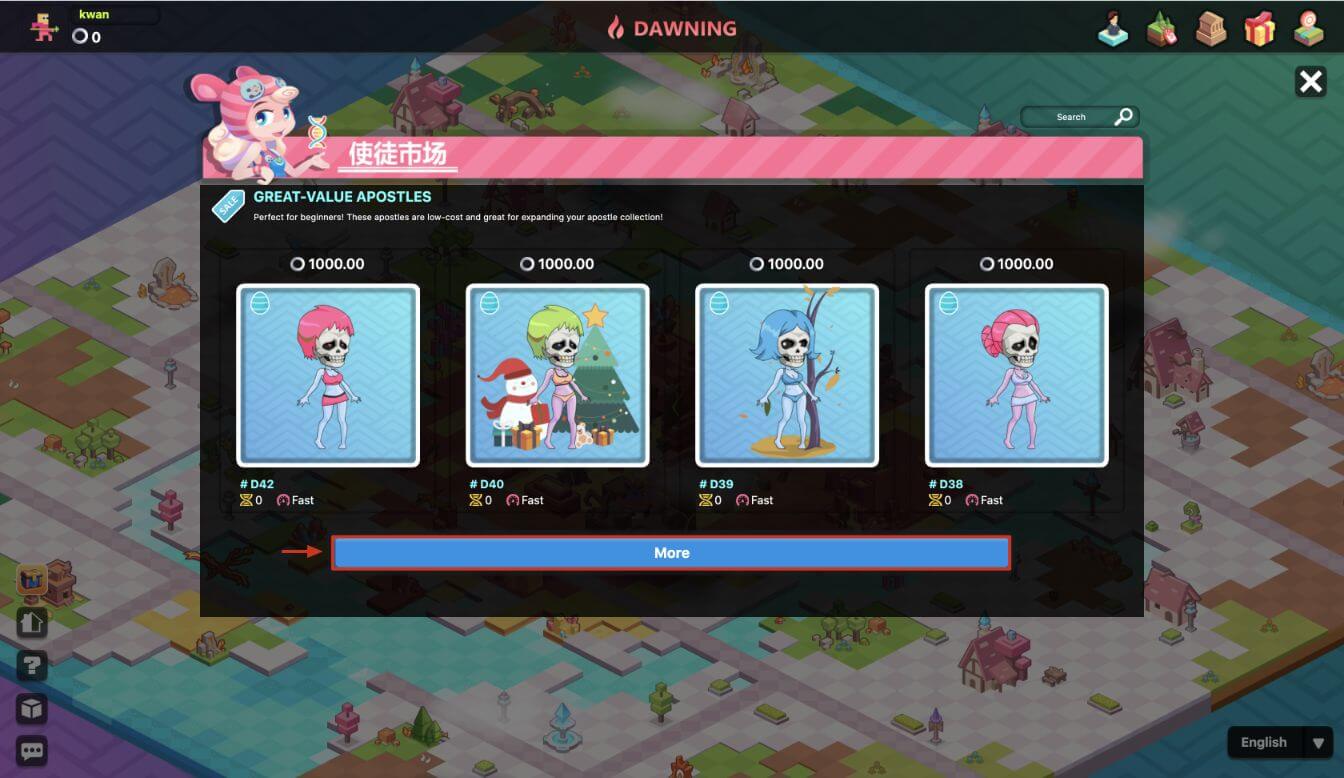 kwan
0
DAWNING
Search
使徒市场
SALE
GREAT-VALUE APOSTLES
Perfect for beginners! These apostles are low-cost and great for expanding your apostle collection!
1000.00
1000.00
1000.00
1000.00
# D42
0 Fast
# D40
0 Fast
# D39
0 Fast
# D38
0 Fast
More
?
English